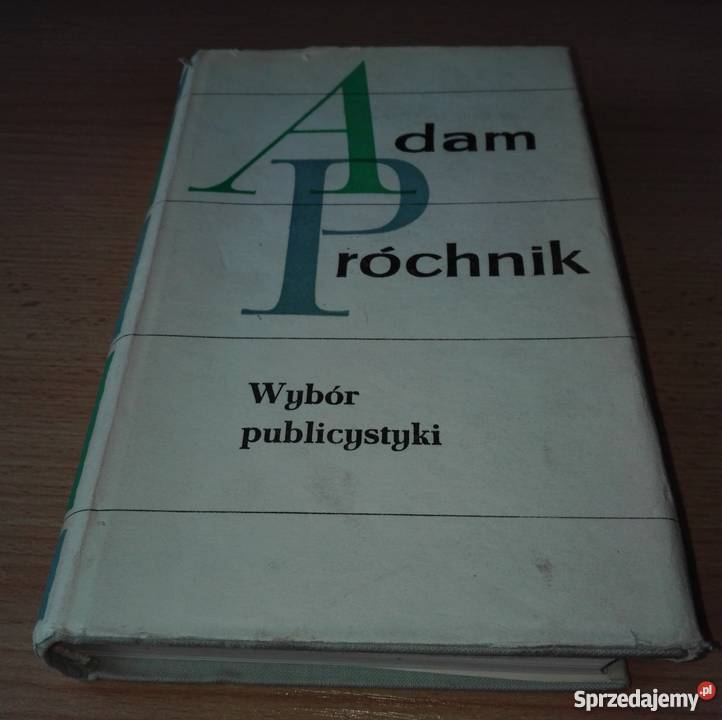 Adam
Próchnik
Wybór
publicystyki
Sprzedajemy.pl